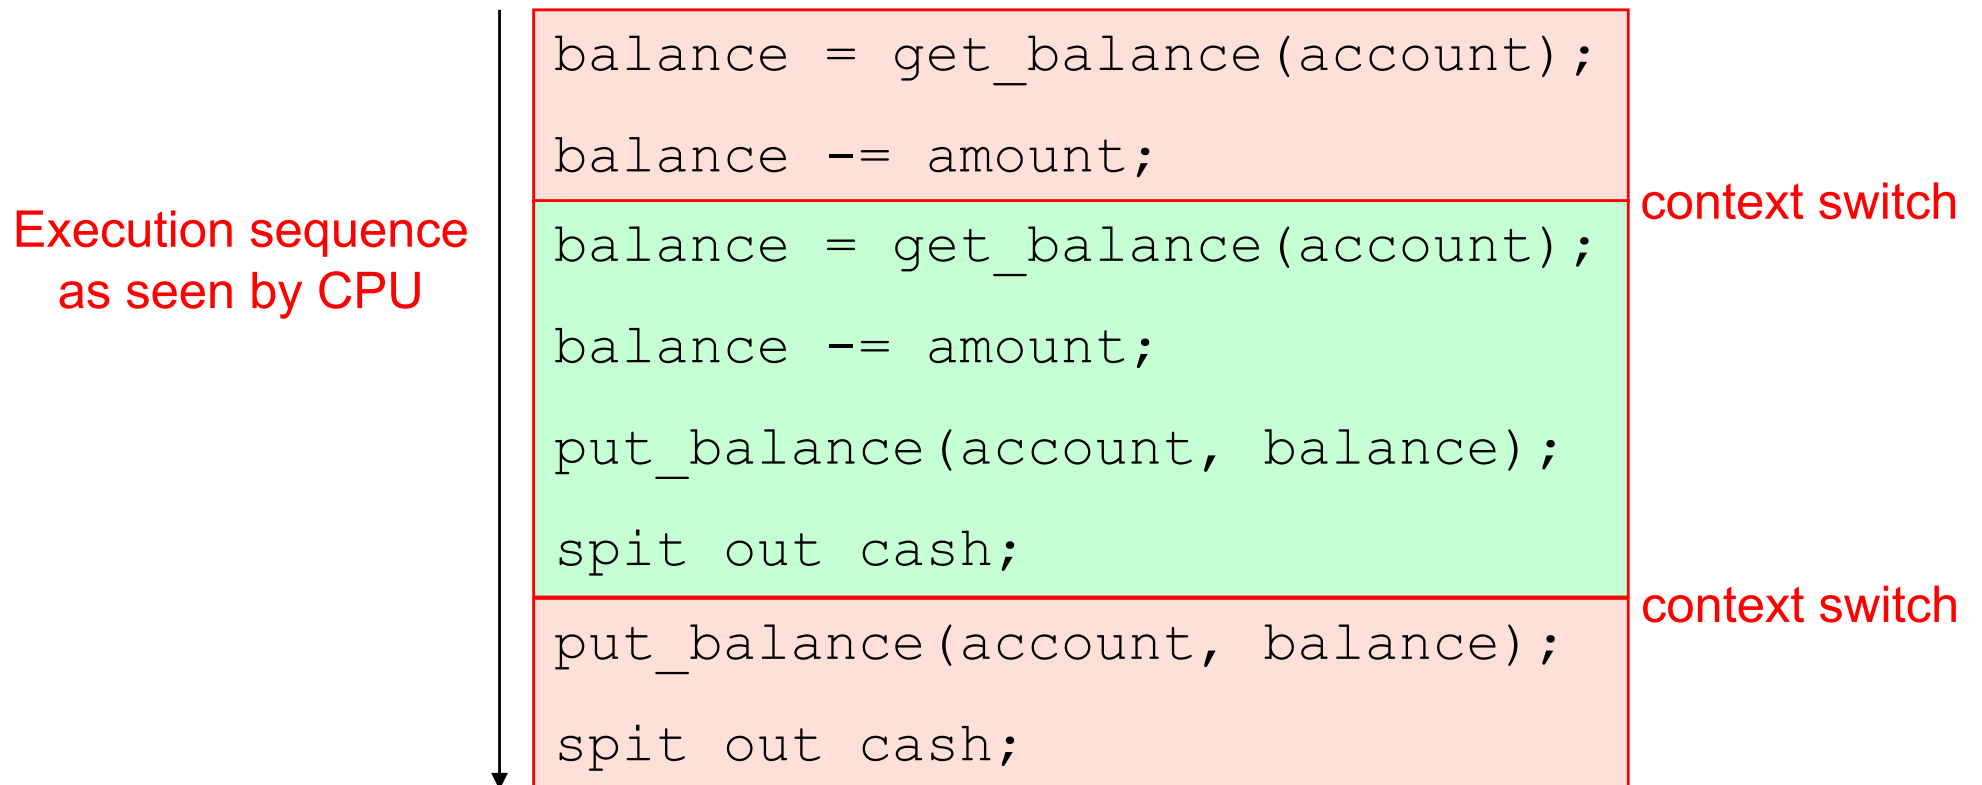 balance = get_balance(account);
balance -= amount;
context switch
Execution sequence
as seen by CPU
balance = get_balance(account);
balance -= amount;
put_balance(account, balance);
spit out cash;
context switch
put_balance(account, balance);
spit out cash;